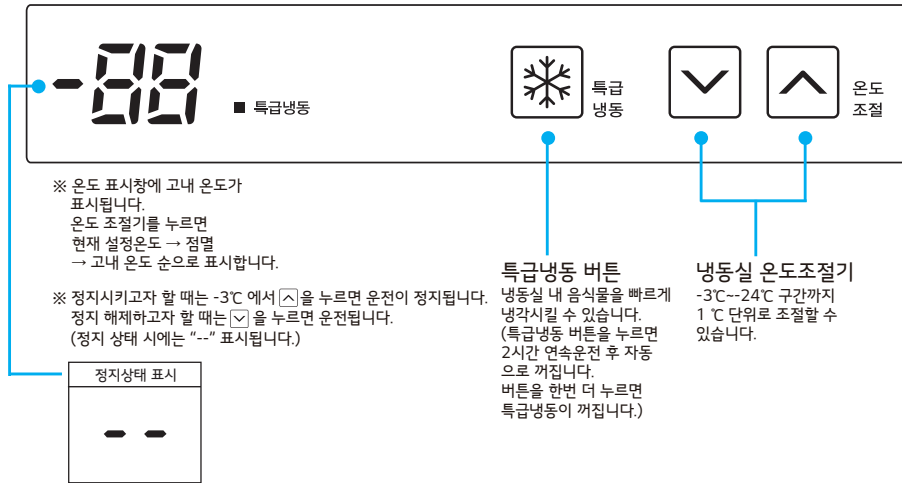 -88
■ 특급냉동
특급
냉동
온도
조절
※ 온도 표시창에 고내 온도가
표시됩니다.
온도 조절기를 누르면
현재 설정온도 → 점멸
→ 고내 온도 순으로 표시합니다.
※ 정지시키고자 할 때는 -3℃ 에서 을 누르면 운전이 정지됩니다.
정지 해제하고자 할 때는 을 누르면 운전됩니다.
(정지 상태 시에는 “--” 표시됩니다.)
정지상태 표시
--
특급냉동 버튼
냉동실 내 음식물을 빠르게
냉각시킬 수 있습니다.
(특급냉동 버튼을 누르면
2시간 연속운전 후 자동
으로 꺼집니다.
버튼을 한번 더 누르면
특급냉동이 꺼집니다.)
냉동실 온도조절기
-3℃~-24℃ 구간까지
1 ℃ 단위로 조절할 수
있습니다.